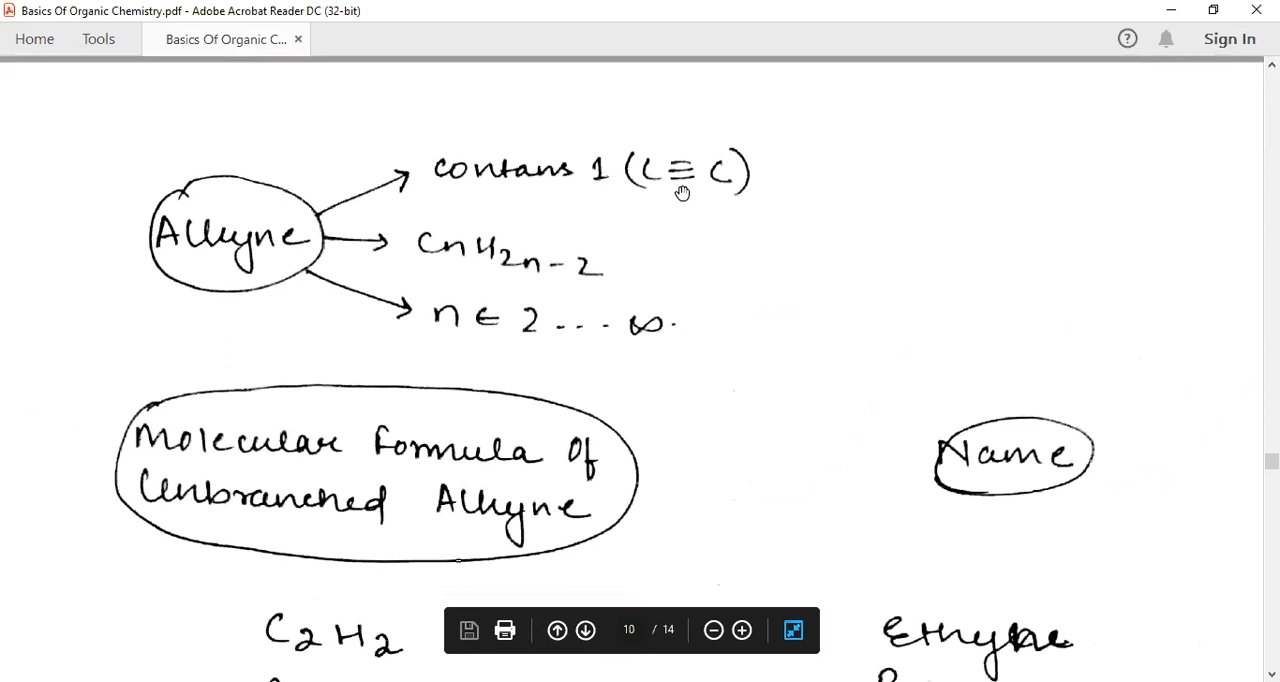 Basics Of Organic Chemistry.pdf - Adobe Acrobat Reader DC (32-bit)
Home Tools Basics Of Organic C... × ? Sign In
contans 1 (C≡C)
Alkyne
CnH2n-2
n ∈ 2 ... ∞.
Molecular Formula Of
Unbranched Alkyne
Name
C2H2 Ethyne
10 / 14